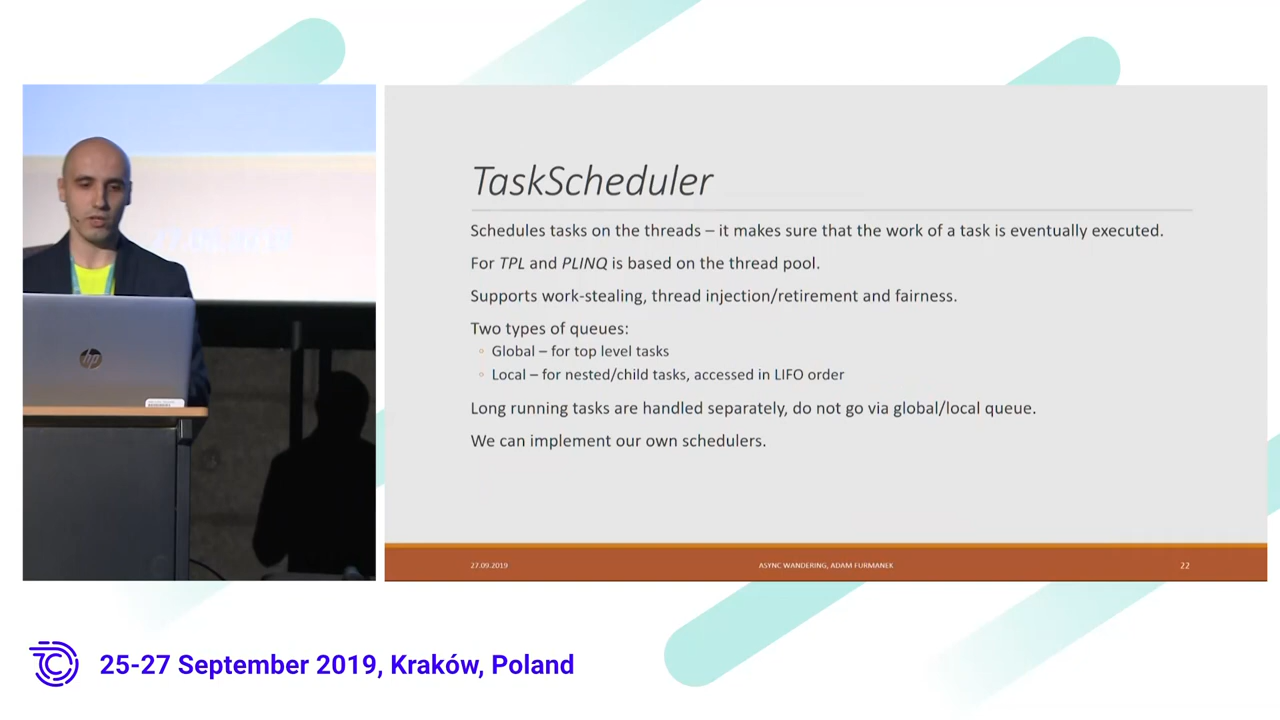 TaskScheduler
Schedules tasks on the threads – it makes sure that the work of a task is eventually executed.
For TPL and PLINQ is based on the thread pool.
Supports work-stealing, thread injection/retirement and fairness.
Two types of queues:
Global – for top level tasks
Local – for nested/child tasks, accessed in LIFO order
Long running tasks are handled separately, do not go via global/local queue.
We can implement our own schedulers.
27.09.2019
ASYNC WANDERING, ADAM FURMANEK
22
hp
25-27 September 2019, Kraków, Poland